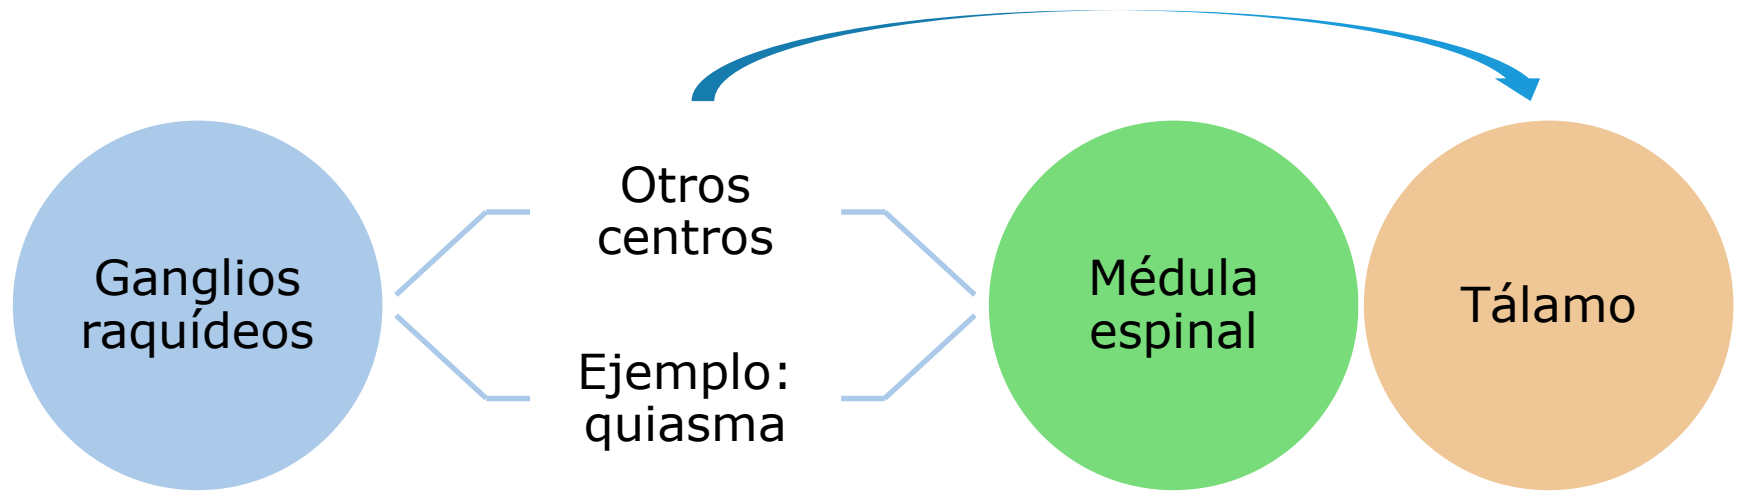 Ganglios
raquídeos
Otros
centros
Ejemplo:
quiasma
Médula
espinal
Tálamo